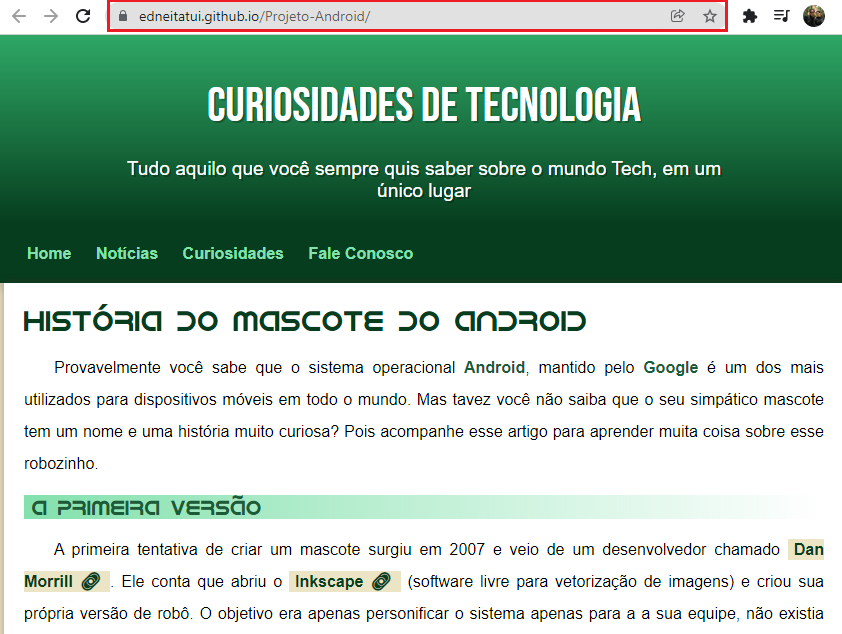 edneitatui.github.io/Projeto-Android/
CURIOSIDADES DE TECNOLOGIA
Tudo aquilo que você sempre quis saber sobre o mundo Tech, em um
único lugar
Home Notícias Curiosidades Fale Conosco
História do Mascote do Android
Provavelmente você sabe que o sistema operacional Android, mantido pelo Google é um dos mais
utilizados para dispositivos móveis em todo o mundo. Mas tavez você não saiba que o seu simpático mascote
tem um nome e uma história muito curiosa? Pois acompanhe esse artigo para aprender muita coisa sobre esse
robozinho.
A primeira versão
A primeira tentativa de criar um mascote surgiu em 2007 e veio de um desenvolvedor chamado Dan
Morrill . Ele conta que abriu o Inkscape (software livre para vetorização de imagens) e criou sua
própria versão de robô. O objetivo era apenas personificar o sistema apenas para a a sua equipe, não existia